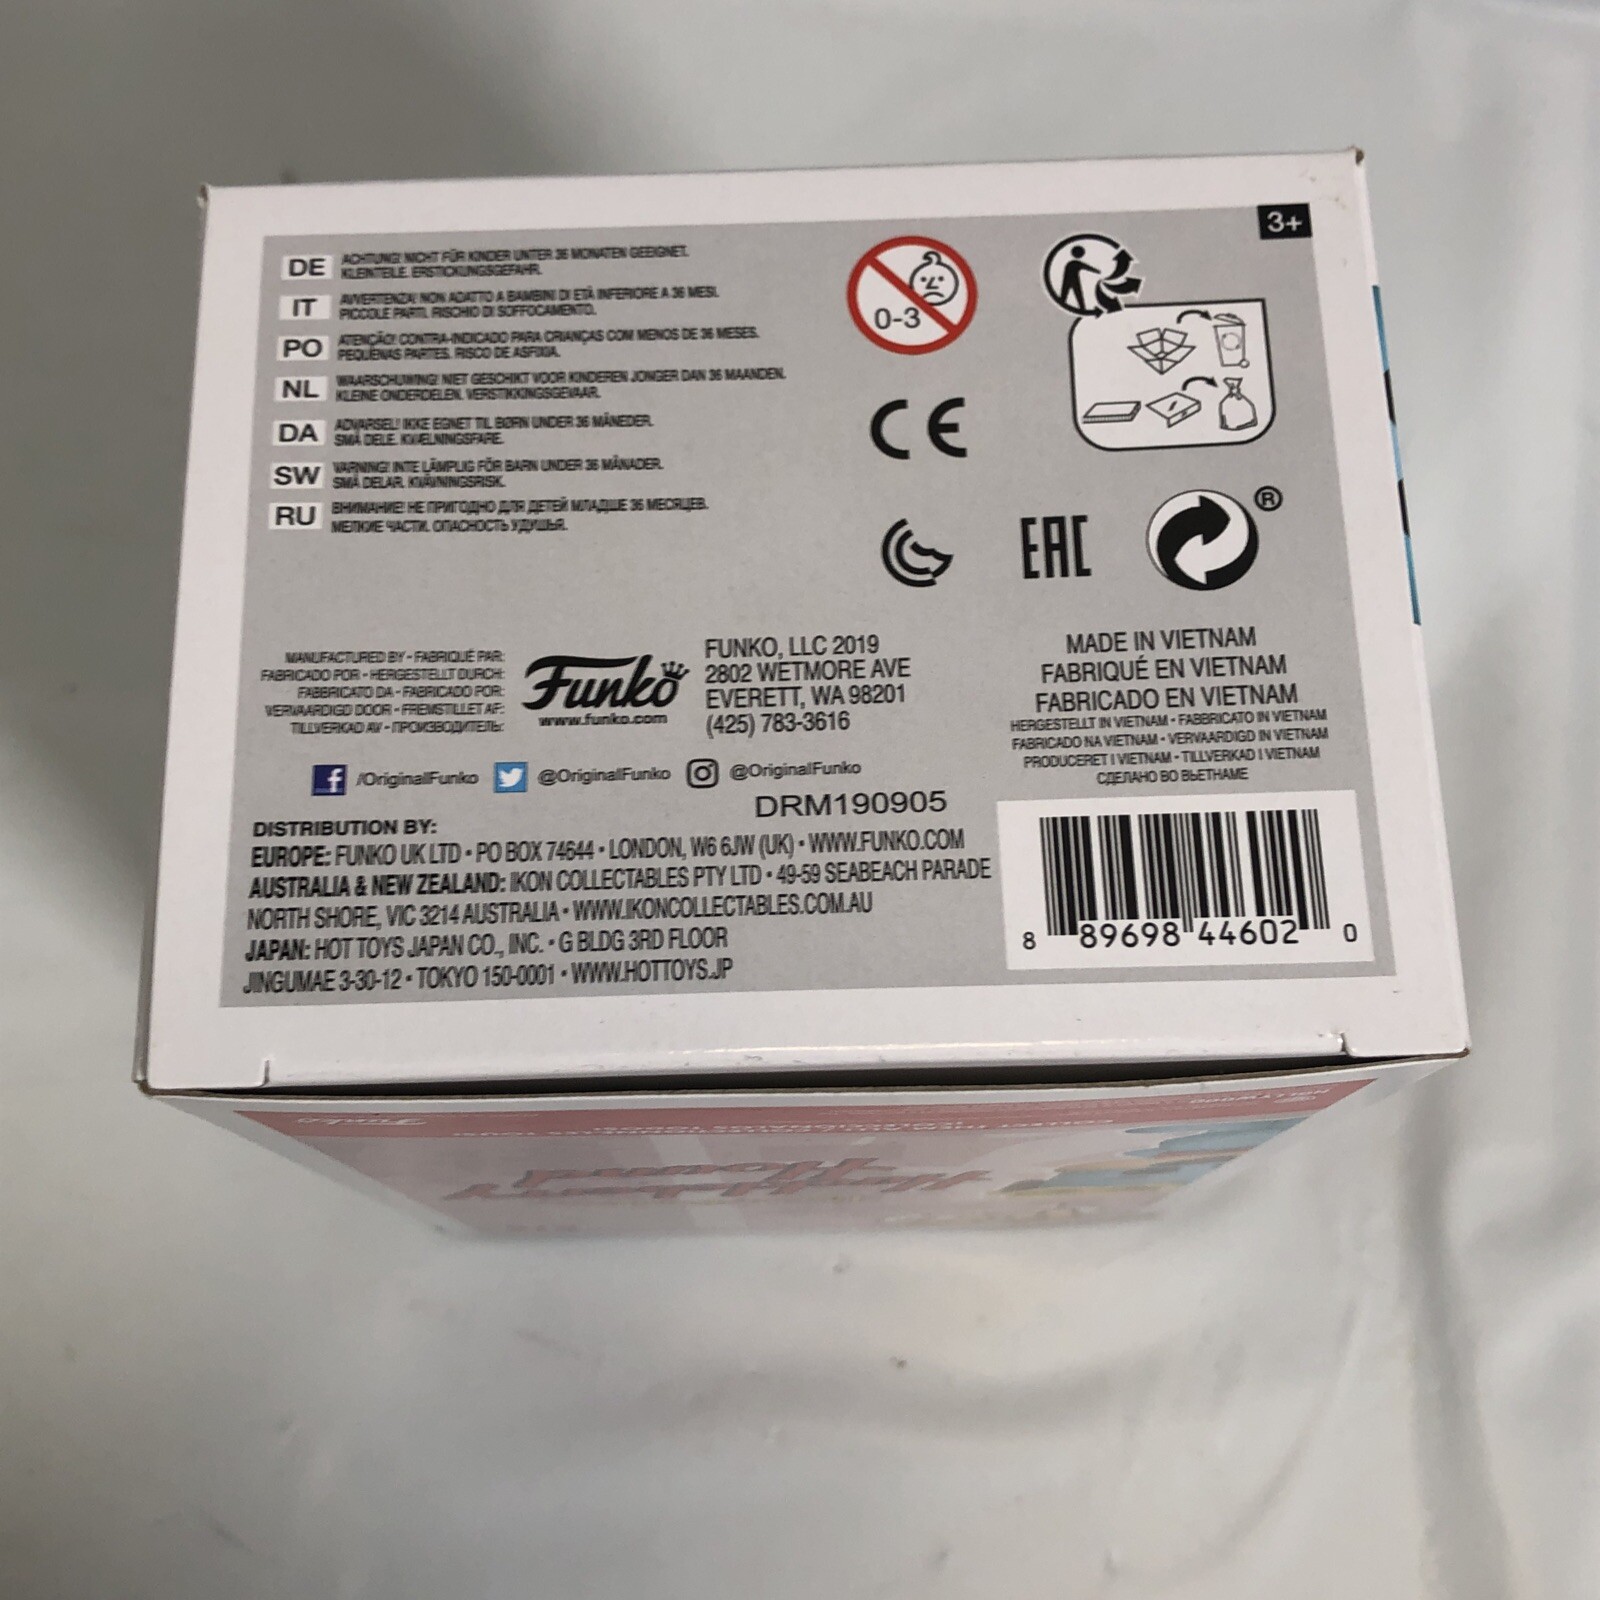 3+
DE ACHTUNG! NICHT FÜR KINDER UNTER 36 MONATEN GEEIGNET.
KLEINTEILE. ERSTICKUNGSGEFAHR.
IT AVVERTENZA! NON ADATTO A BAMBINI DI ETÀ INFERIORE A 36 MESI.
PICCOLE PARTI. RISCHIO DI SOFFOCAMENTO.
PO ATENÇÃO! CONTRA-INDICADO PARA CRIANÇAS COM MENOS DE 36 MESES.
PEQUENAS PARTES. RISCO DE ASFIXIA.
NL WAARSCHUWING! NIET GESCHIKT VOOR KINDEREN JONGER DAN 36 MAANDEN.
KLEINE ONDERDELEN. VERSTIKKINGSGEVAAR.
DA ADVARSEL! IKKE EGNET TIL BØRN UNDER 36 MÅNEDER.
SMÅ DELE. KVÆLNINGSFARE.
SW VARNING! INTE LÄMPLIG FÖR BARN UNDER 36 MÅNADER.
SMÅ DELAR. KVÄVNINGSRISK.
RU ВНИМАНИЕ! НЕ ПРИГОДНО ДЛЯ ДЕТЕЙ МЛАДШЕ 36 МЕСЯЦЕВ.
МЕЛКИЕ ЧАСТИ. ОПАСНОСТЬ УДУШЬЯ.
0-3
CE
EAC
®
MANUFACTURED BY • FABRIQUÉ PAR:
FABRICADO POR • HERGESTELLT DURCH:
FABBRICATO DA • FABRICADO POR:
VERVAARDIGD DOOR • FREMSTILLET AF:
TILLVERKAD AV • ПРОИЗВОДИТЕЛЬ:
Funko
www.funko.com
FUNKO, LLC 2019
2802 WETMORE AVE
EVERETT, WA 98201
(425) 783-3616
MADE IN VIETNAM
FABRIQUÉ EN VIETNAM
FABRICADO EN VIETNAM
HERGESTELLT IN VIETNAM • FABBRICATO IN VIETNAM
FABRICADO NA VIETNAM • VERVAARDIGD IN VIETNAM
PRODUCERET I VIETNAM • TILLVERKAD I VIETNAM
СДЕЛАНО ВО ВЬЕТНАМЕ
f /OriginalFunko @OriginalFunko @OriginalFunko
DRM190905
DISTRIBUTION BY:
EUROPE: FUNKO UK LTD • PO BOX 74644 • LONDON, W6 6JW (UK) • WWW.FUNKO.COM
AUSTRALIA & NEW ZEALAND: IKON COLLECTABLES PTY LTD • 49-59 SEABEACH PARADE
NORTH SHORE, VIC 3214 AUSTRALIA • WWW.IKONCOLLECTABLES.COM.AU
JAPAN: HOT TOYS JAPAN CO., INC. • G BLDG 3RD FLOOR
JINGUMAE 3-30-12 • TOKYO 150-0001 • WWW.HOTTOYS.JP
8 89698 44602 0
Funko
Huckleberry
Hound